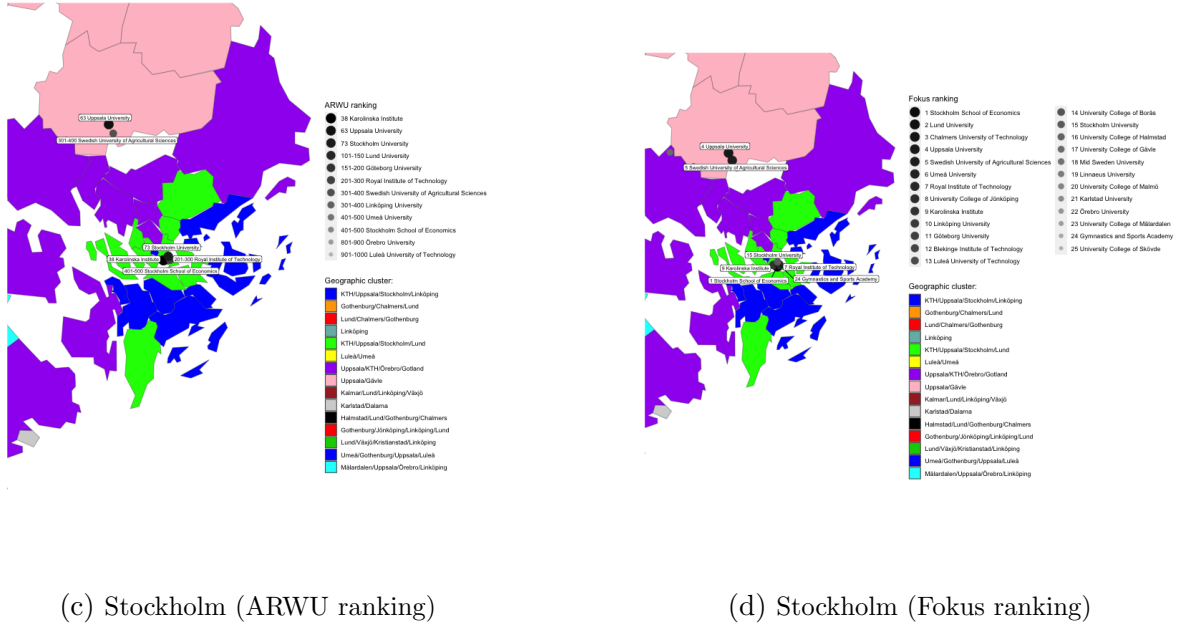 63 Uppsala University
301-400 Swedish University of Agricultural Sciences
73 Stockholm University
38 Karolinska Institute
201-300 Royal Institute of Technology
401-500 Stockholm School of Economics
ARWU ranking
38 Karolinska Institute
63 Uppsala University
73 Stockholm University
101-150 Lund University
151-200 Göteborg University
201-300 Royal Institute of Technology
301-400 Swedish University of Agricultural Sciences
301-400 Linköping University
401-500 Umeå University
401-500 Stockholm School of Economics
801-900 Örebro University
901-1000 Luleå University of Technology
Geographic cluster:
KTH/Uppsala/Stockholm/Linköping
Gothenburg/Chalmers/Lund
Lund/Chalmers/Gothenburg
Linköping
KTH/Uppsala/Stockholm/Lund
Luleå/Umeå
Uppsala/KTH/Örebro/Gotland
Uppsala/Gävle
Kalmar/Lund/Linköping/Växjö
Karlstad/Dalarna
Halmstad/Lund/Gothenburg/Chalmers
Gothenburg/Jönköping/Linköping/Lund
Lund/Växjö/Kristianstad/Linköping
Umeå/Gothenburg/Uppsala/Luleå
Mälardalen/Uppsala/Örebro/Linköping
(c) Stockholm (ARWU ranking)
4 Uppsala University
5 Swedish University of Agricultural Sciences
15 Stockholm University
9 Karolinska Institute
7 Royal Institute of Technology
1 Stockholm School of Economics
24 Gymnastics and Sports Academy
Fokus ranking
1 Stockholm School of Economics
2 Lund University
3 Chalmers University of Technology
4 Uppsala University
5 Swedish University of Agricultural Sciences
6 Umeå University
7 Royal Institute of Technology
8 University College of Jönköping
9 Karolinska Institute
10 Linköping University
11 Göteborg University
12 Blekinge Institute of Technology
13 Luleå University of Technology
14 University College of Borås
15 Stockholm University
16 University College of Halmstad
17 University College of Gävle
18 Mid Sweden University
19 Linnaeus University
20 University College of Malmö
21 Karlstad University
22 Örebro University
23 University College of Mälardalen
24 Gymnastics and Sports Academy
25 University College of Skövde
Geographic cluster:
KTH/Uppsala/Stockholm/Linköping
Gothenburg/Chalmers/Lund
Lund/Chalmers/Gothenburg
Linköping
KTH/Uppsala/Stockholm/Lund
Luleå/Umeå
Uppsala/KTH/Örebro/Gotland
Uppsala/Gävle
Kalmar/Lund/Linköping/Växjö
Karlstad/Dalarna
Halmstad/Lund/Gothenburg/Chalmers
Gothenburg/Jönköping/Linköping/Lund
Lund/Växjö/Kristianstad/Linköping
Umeå/Gothenburg/Uppsala/Luleå
Mälardalen/Uppsala/Örebro/Linköping
(d) Stockholm (Fokus ranking)